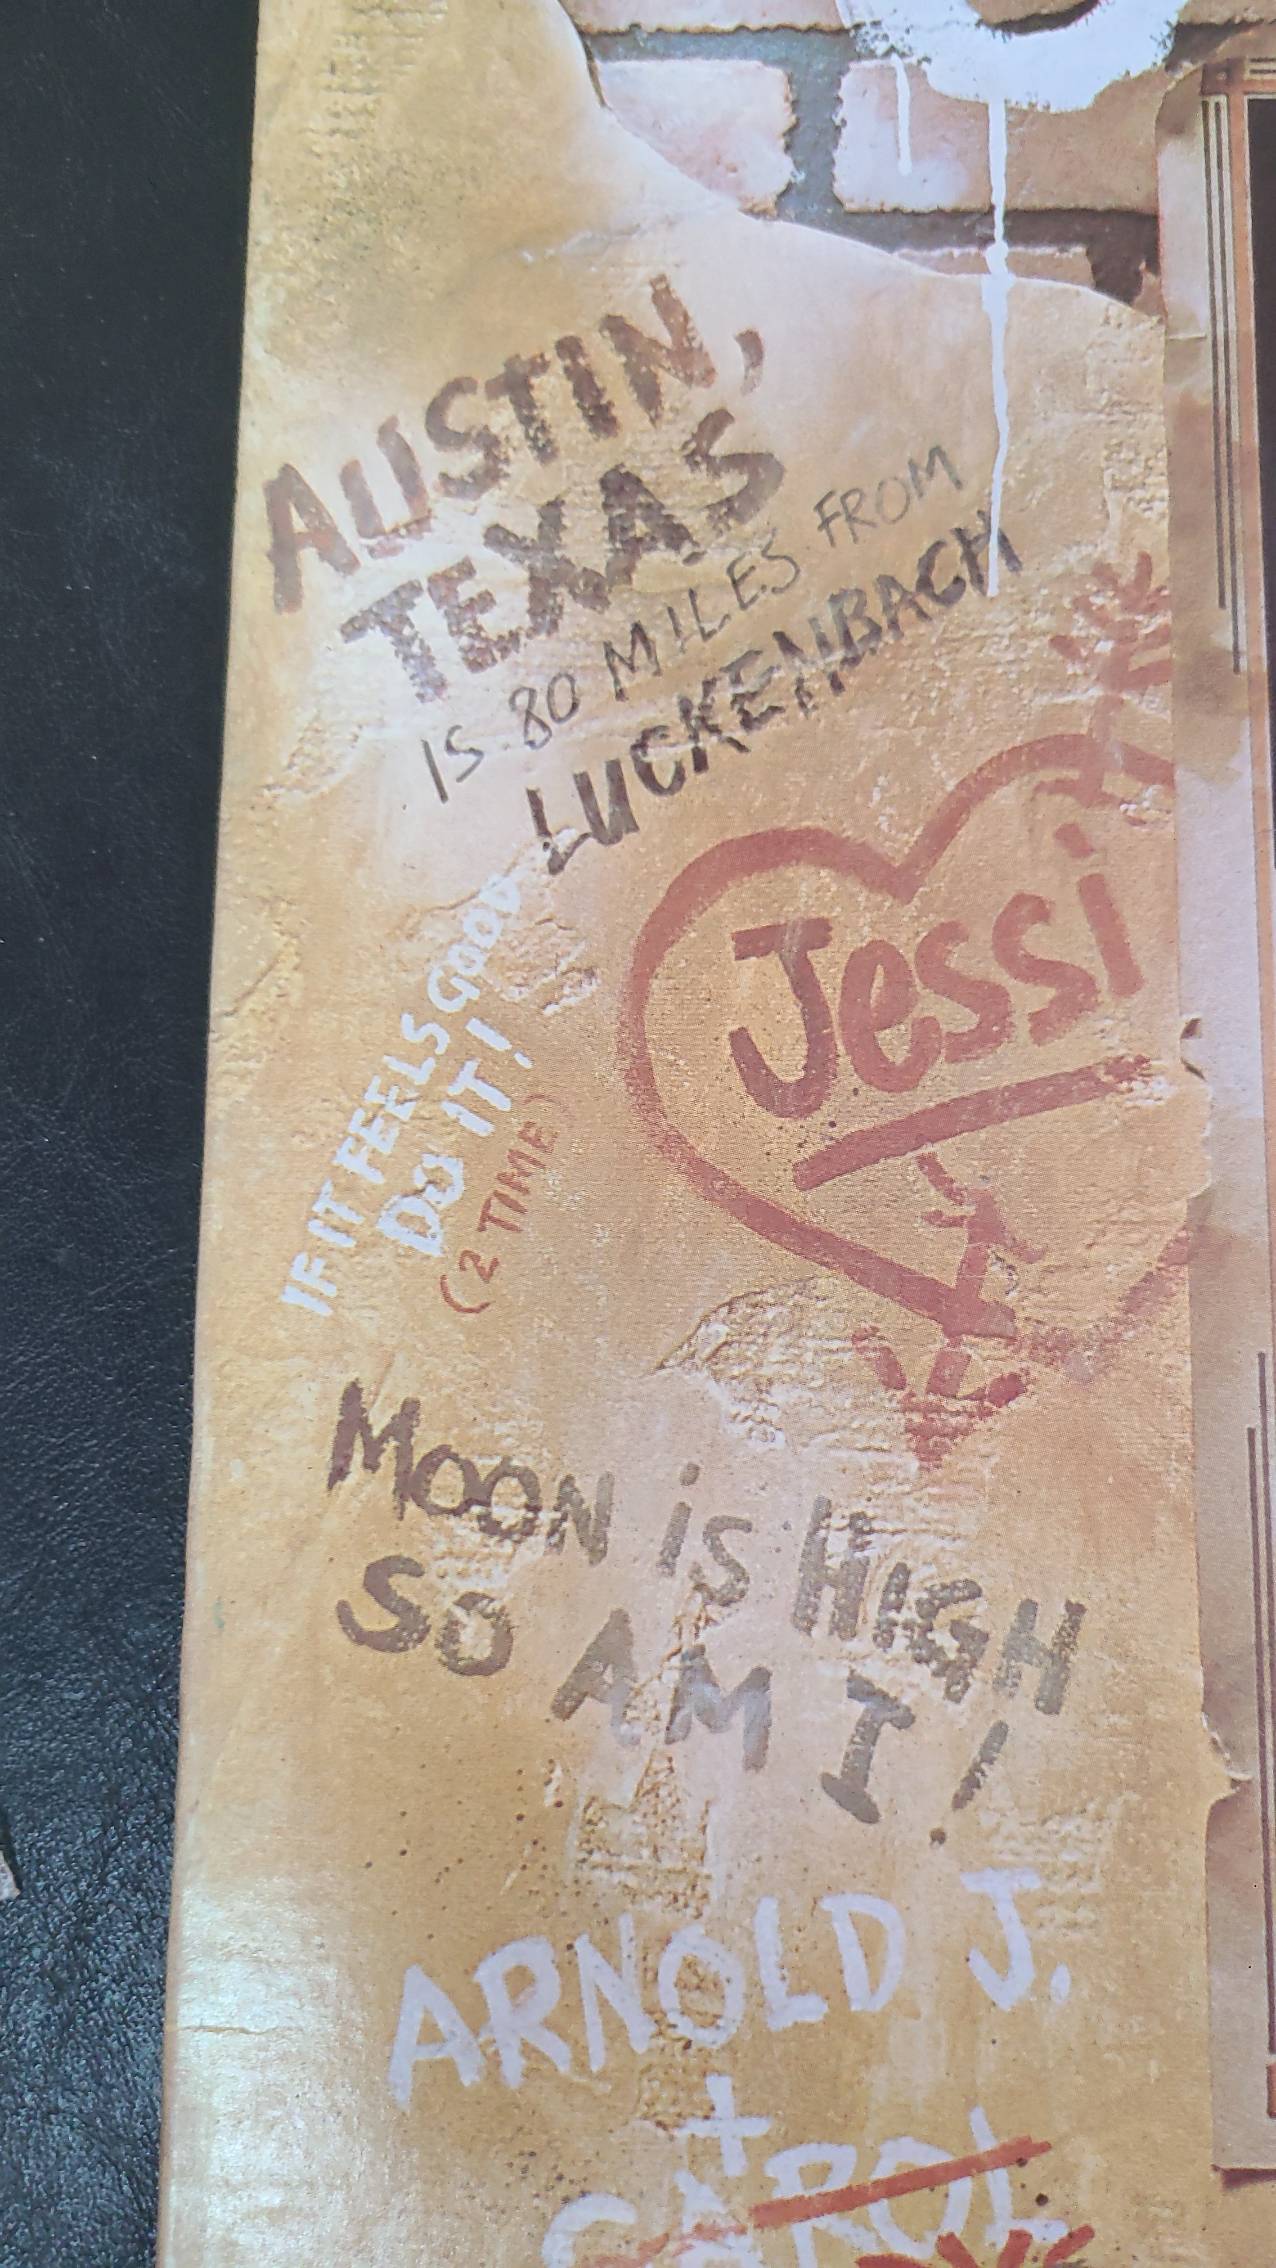 AUSTIN,
TEXAS
IS 80 MILES FROM
LUCKENBACH
Jessi
IF IT FEELS GOOD
DO IT!
(2 TIME)
MOON iS HIGH
SO AM I!
ARNOLD J.
+
CAROL